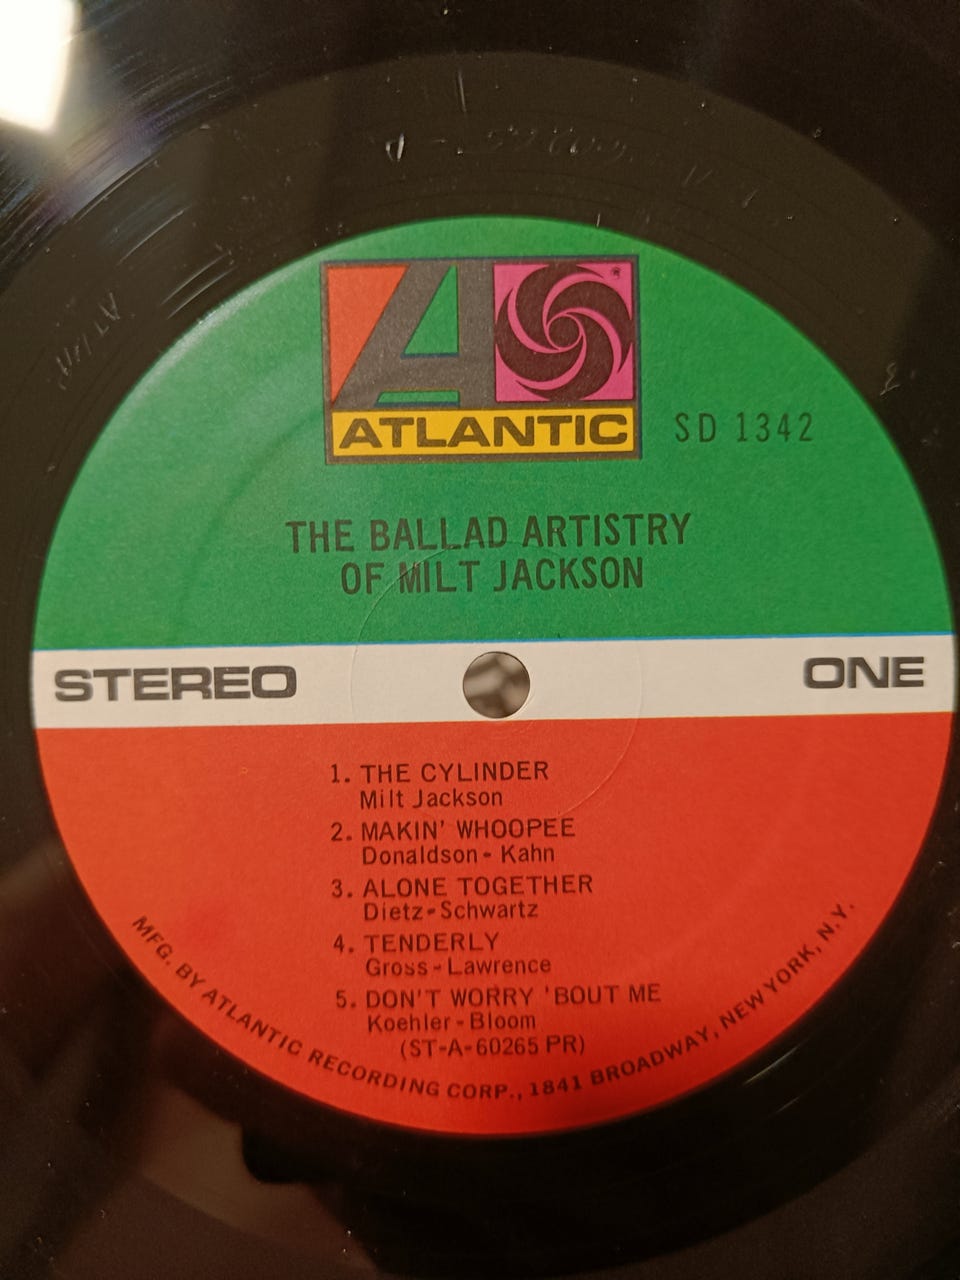 ATLANTIC
SD 1342
THE BALLAD ARTISTRY
OF MILT JACKSON
STEREO
ONE
1. THE CYLINDER
Milt Jackson
2. MAKIN' WHOOPEE
Donaldson - Kahn
3. ALONE TOGETHER
Dietz-Schwartz
4. TENDERLY
Gross-Lawrence
5. DON'T WORRY 'BOUT ME
Koehler-Bloom
(ST-A-60265 PR)
MFG. BY ATLANTIC RECORDING CORP., 1841 BROADWAY, NEW YORK, N.Y.